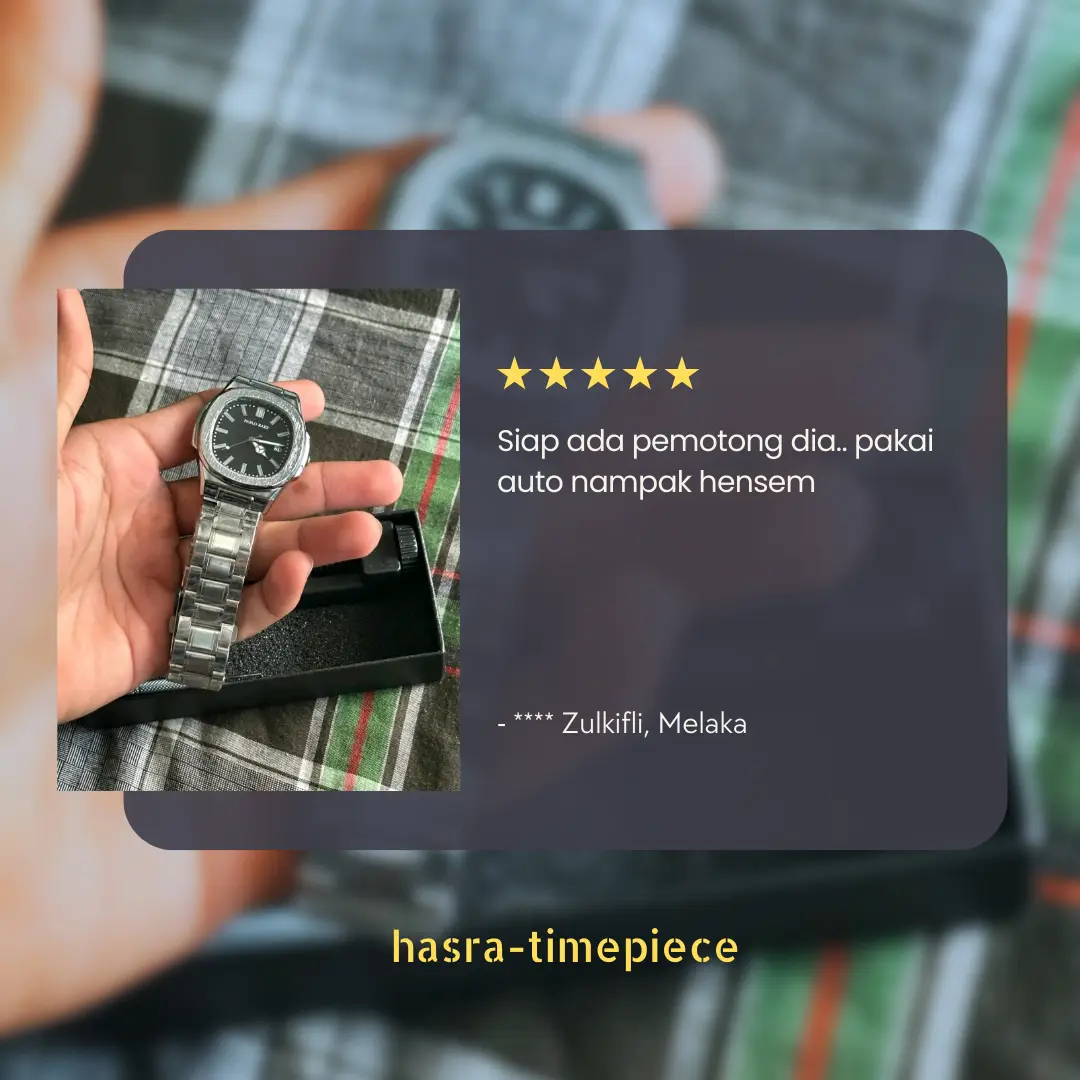 ★★★★★
Siap ada pemotong dia.. pakai
auto nampak hensem
- **** Zulkifli, Melaka
hasra-timepiece